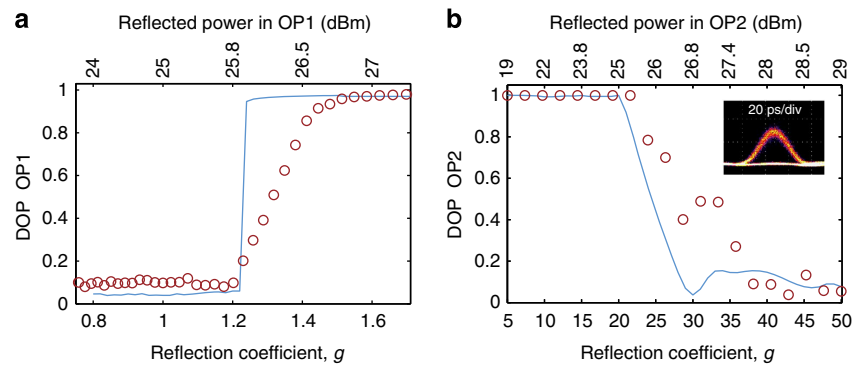 a
Reflected power in OP1 (dBm)
24 25 25.8 26.5 27
DOP OP1
1
0.8
0.6
0.4
0.2
0
0.8 1 1.2 1.4 1.6
Reflection coefficient, g
b
Reflected power in OP2 (dBm)
19 22 23.8 25 26 26.8 27.4 28 28.5 29
DOP OP2
20 ps/div
1
0.8
0.6
0.4
0.2
0
5 10 15 20 25 30 35 40 45 50
Reflection coefficient, g